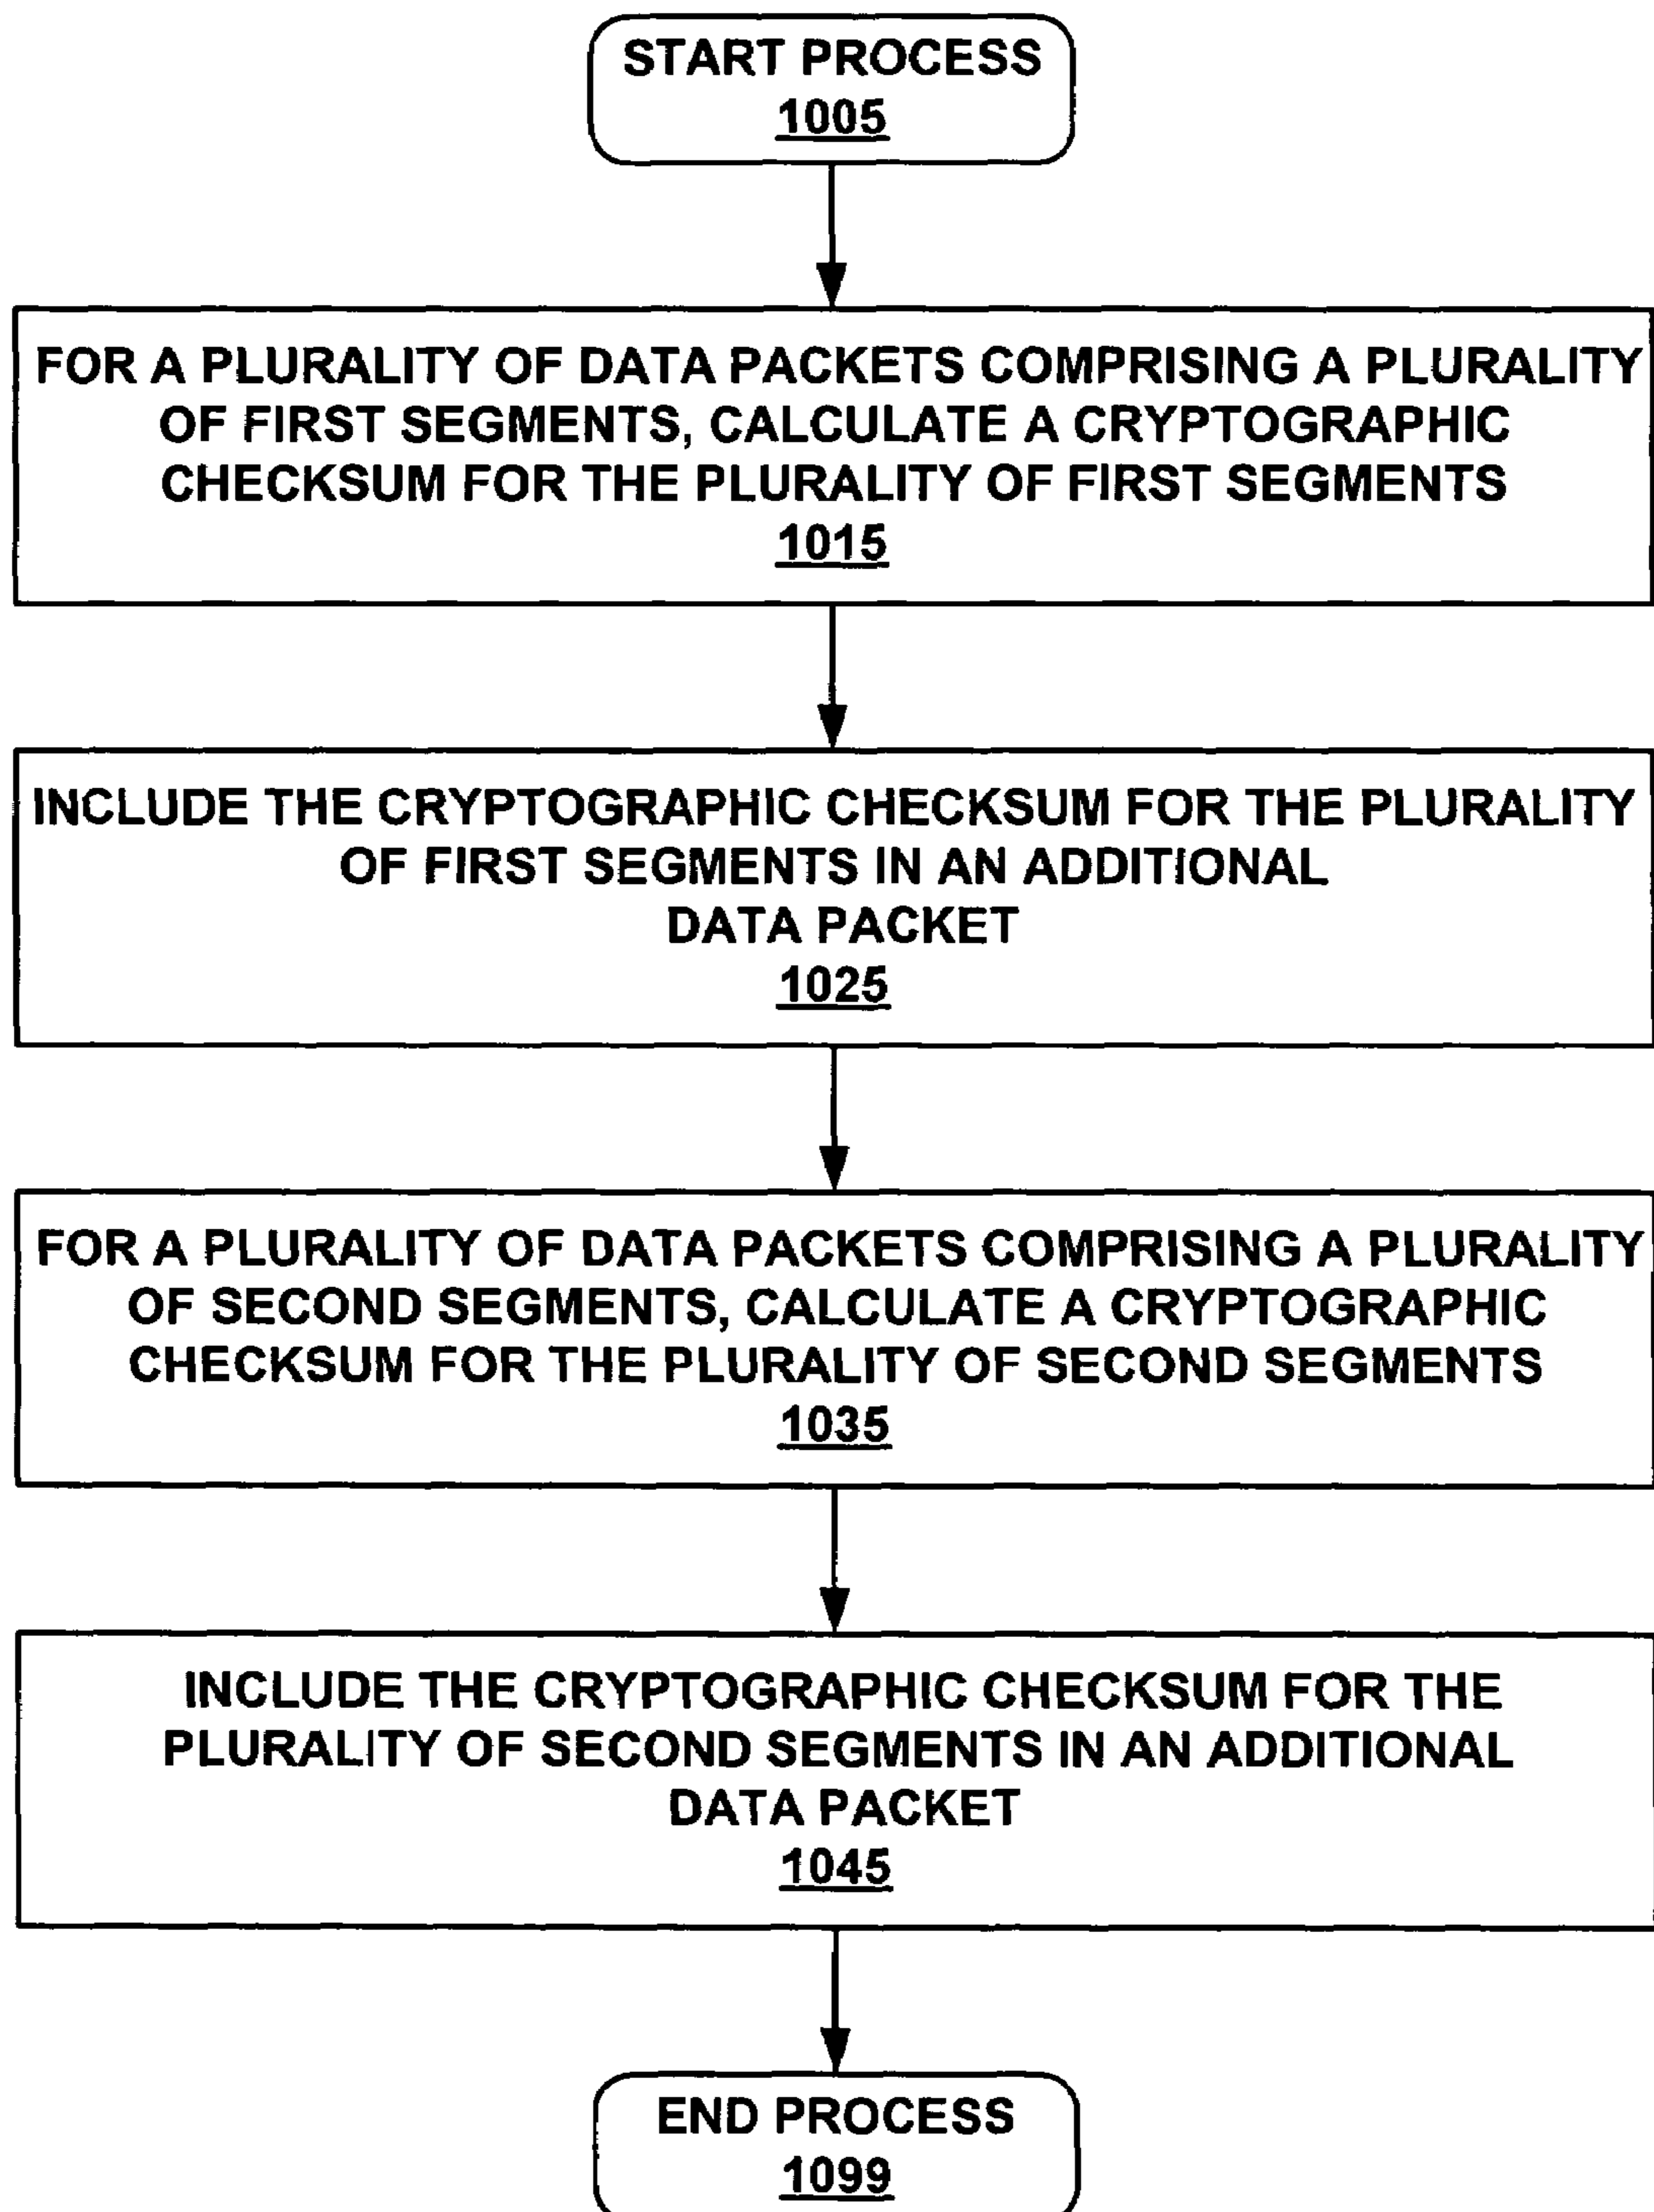 START PROCESS
1005
FOR A PLURALITY OF DATA PACKETS COMPRISING A PLURALITY
OF FIRST SEGMENTS, CALCULATE A CRYPTOGRAPHIC
CHECKSUM FOR THE PLURALITY OF FIRST SEGMENTS
1015
INCLUDE THE CRYPTOGRAPHIC CHECKSUM FOR THE PLURALITY
OF FIRST SEGMENTS IN AN ADDITIONAL
DATA PACKET
1025
FOR A PLURALITY OF DATA PACKETS COMPRISING A PLURALITY
OF SECOND SEGMENTS, CALCULATE A CRYPTOGRAPHIC
CHECKSUM FOR THE PLURALITY OF SECOND SEGMENTS
1035
INCLUDE THE CRYPTOGRAPHIC CHECKSUM FOR THE
PLURALITY OF SECOND SEGMENTS IN AN ADDITIONAL
DATA PACKET
1045
END PROCESS
1099